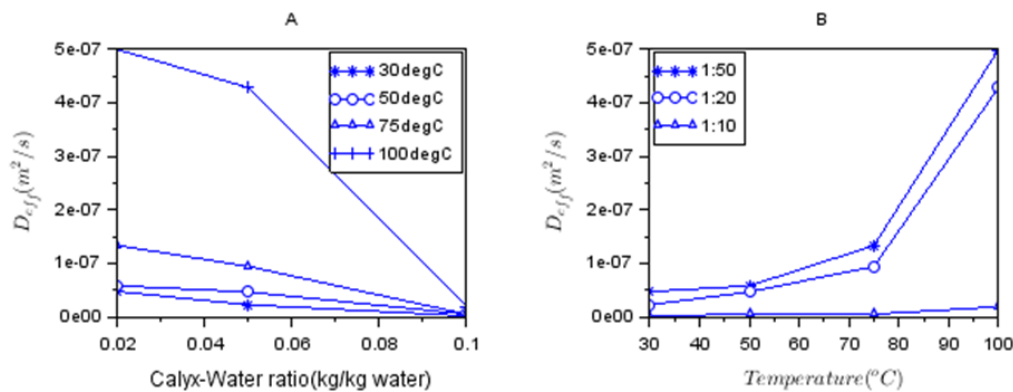 A
5e-07
4e-07
3e-07
2e-07
1e-07
0e00
D_eff(m²/s)
30degC
50degC
75degC
100degC
0.02 0.04 0.06 0.08 0.1
Calyx-Water ratio(kg/kg water)
B
5e-07
4e-07
3e-07
2e-07
1e-07
0e00
D_eff(m²/s)
1:50
1:20
1:10
30 40 50 60 70 80 90 100
Temperature(°C)